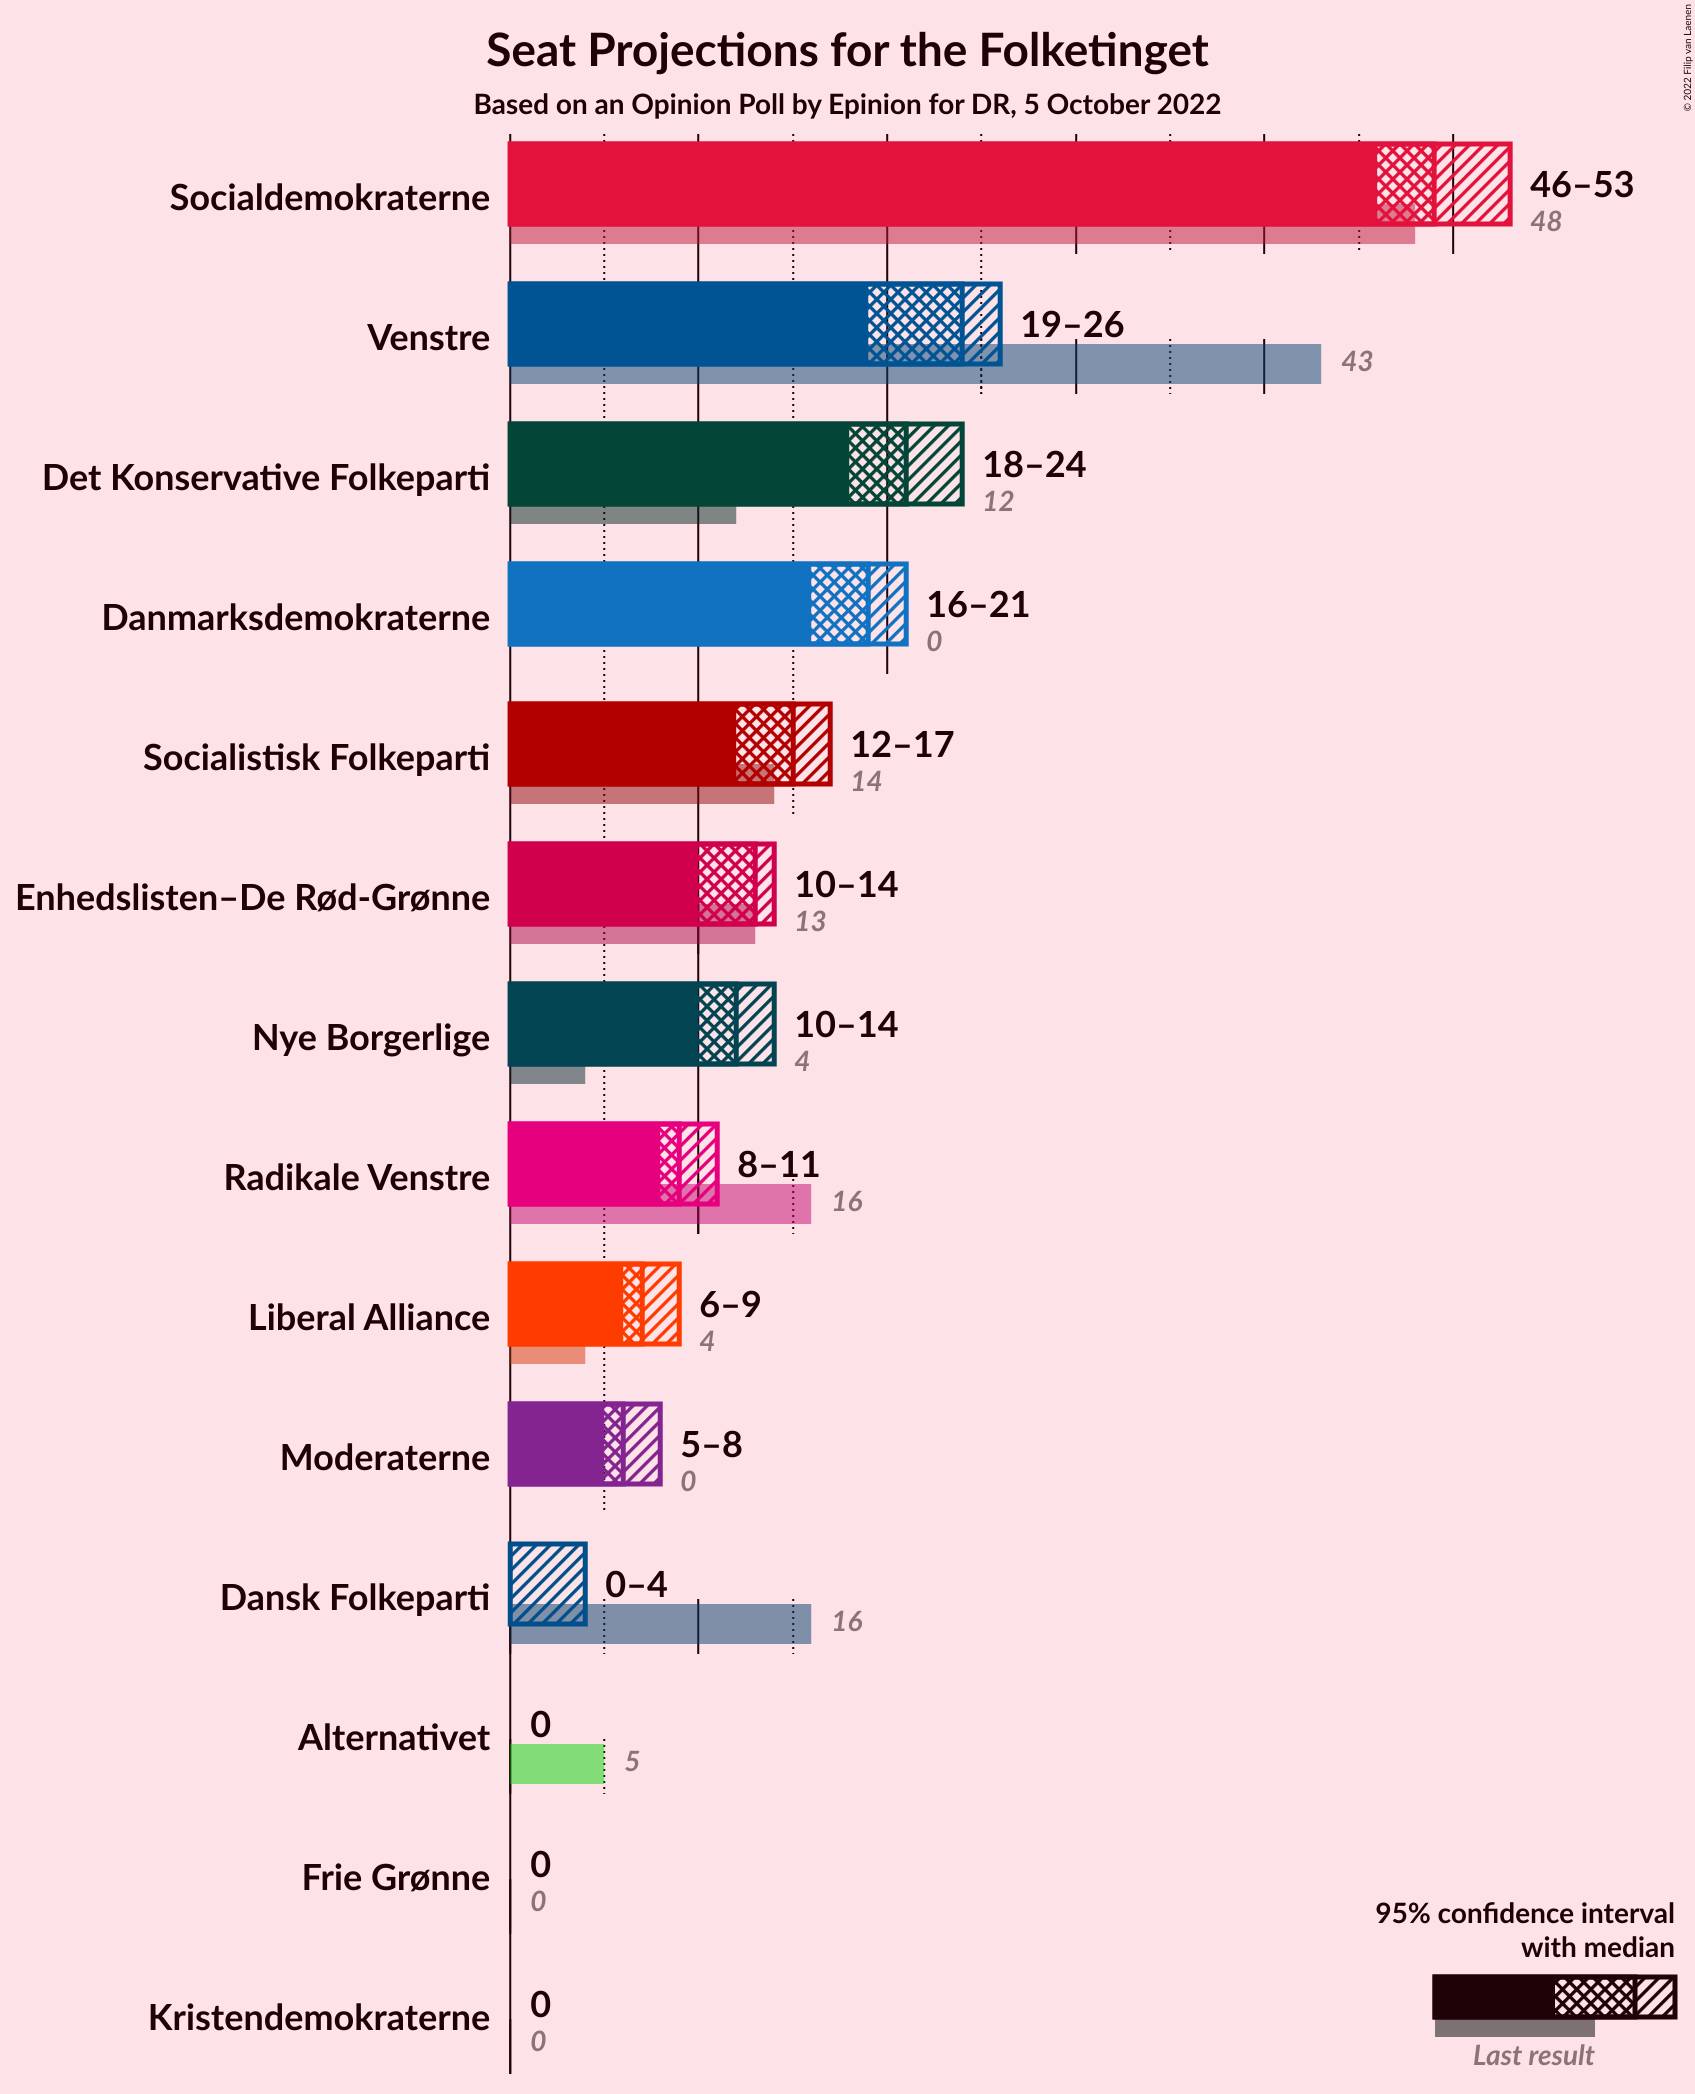 Seat Projections for the Folketinget
Based on an Opinion Poll by Epinion for DR, 5 October 2022
© 2022 Filip van Laenen
Socialdemokraterne
46–53
48
Venstre
19–26
43
Det Konservative Folkeparti
18–24
12
Danmarksdemokraterne
16–21
0
Socialistisk Folkeparti
12–17
14
Enhedslisten–De Rød-Grønne
10–14
13
Nye Borgerlige
10–14
4
Radikale Venstre
8–11
16
Liberal Alliance
6–9
4
Moderaterne
5–8
0
Dansk Folkeparti
0–4
16
Alternativet
0
5
Frie Grønne
0
0
Kristendemokraterne
0
0
95% confidence interval
with median
Last result